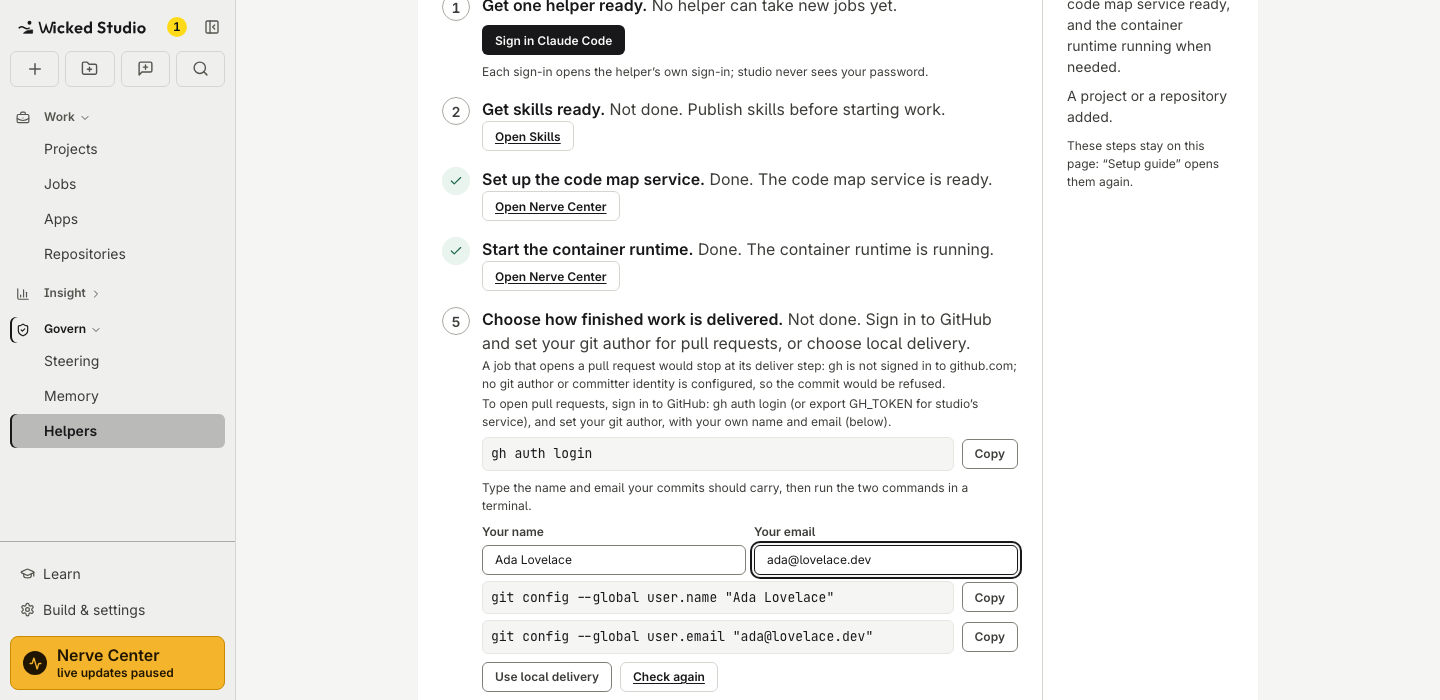 Wicked Studio
1
Work
Projects
Jobs
Apps
Repositories
Insight
Govern
Steering
Memory
Helpers
Learn
Build & settings
Nerve Center
live updates paused
1
Get one helper ready. No helper can take new jobs yet.
Sign in Claude Code
Each sign-in opens the helper’s own sign-in; studio never sees your password.
2
Get skills ready. Not done. Publish skills before starting work.
Open Skills
Set up the code map service. Done. The code map service is ready.
Open Nerve Center
Start the container runtime. Done. The container runtime is running.
Open Nerve Center
5
Choose how finished work is delivered. Not done. Sign in to GitHub
and set your git author for pull requests, or choose local delivery.
A job that opens a pull request would stop at its deliver step: gh is not signed in to github.com;
no git author or committer identity is configured, so the commit would be refused.
To open pull requests, sign in to GitHub: gh auth login (or export GH_TOKEN for studio’s
service), and set your git author, with your own name and email (below).
gh auth login
Copy
Type the name and email your commits should carry, then run the two commands in a
terminal.
Your name
Your email
Ada Lovelace
ada@lovelace.dev
git config --global user.name "Ada Lovelace"
Copy
git config --global user.email "ada@lovelace.dev"
Copy
Use local delivery
Check again
code map service ready,
and the container
runtime running when
needed.
A project or a repository
added.
These steps stay on this
page: “Setup guide” opens
them again.